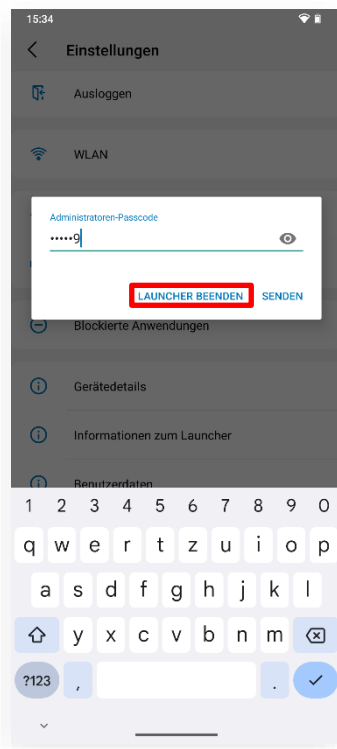 15:34
Einstellungen
Ausloggen
WLAN
Administratoren-Passcode
•••••9
LAUNCHER BEENDEN SENDEN
Blockierte Anwendungen
Gerätedetails
Informationen zum Launcher
Benutzerdaten
1 2 3 4 5 6 7 8 9 0
q w e r t z u i o p
a s d f g h j k l
y x c v b n m
?123 , .